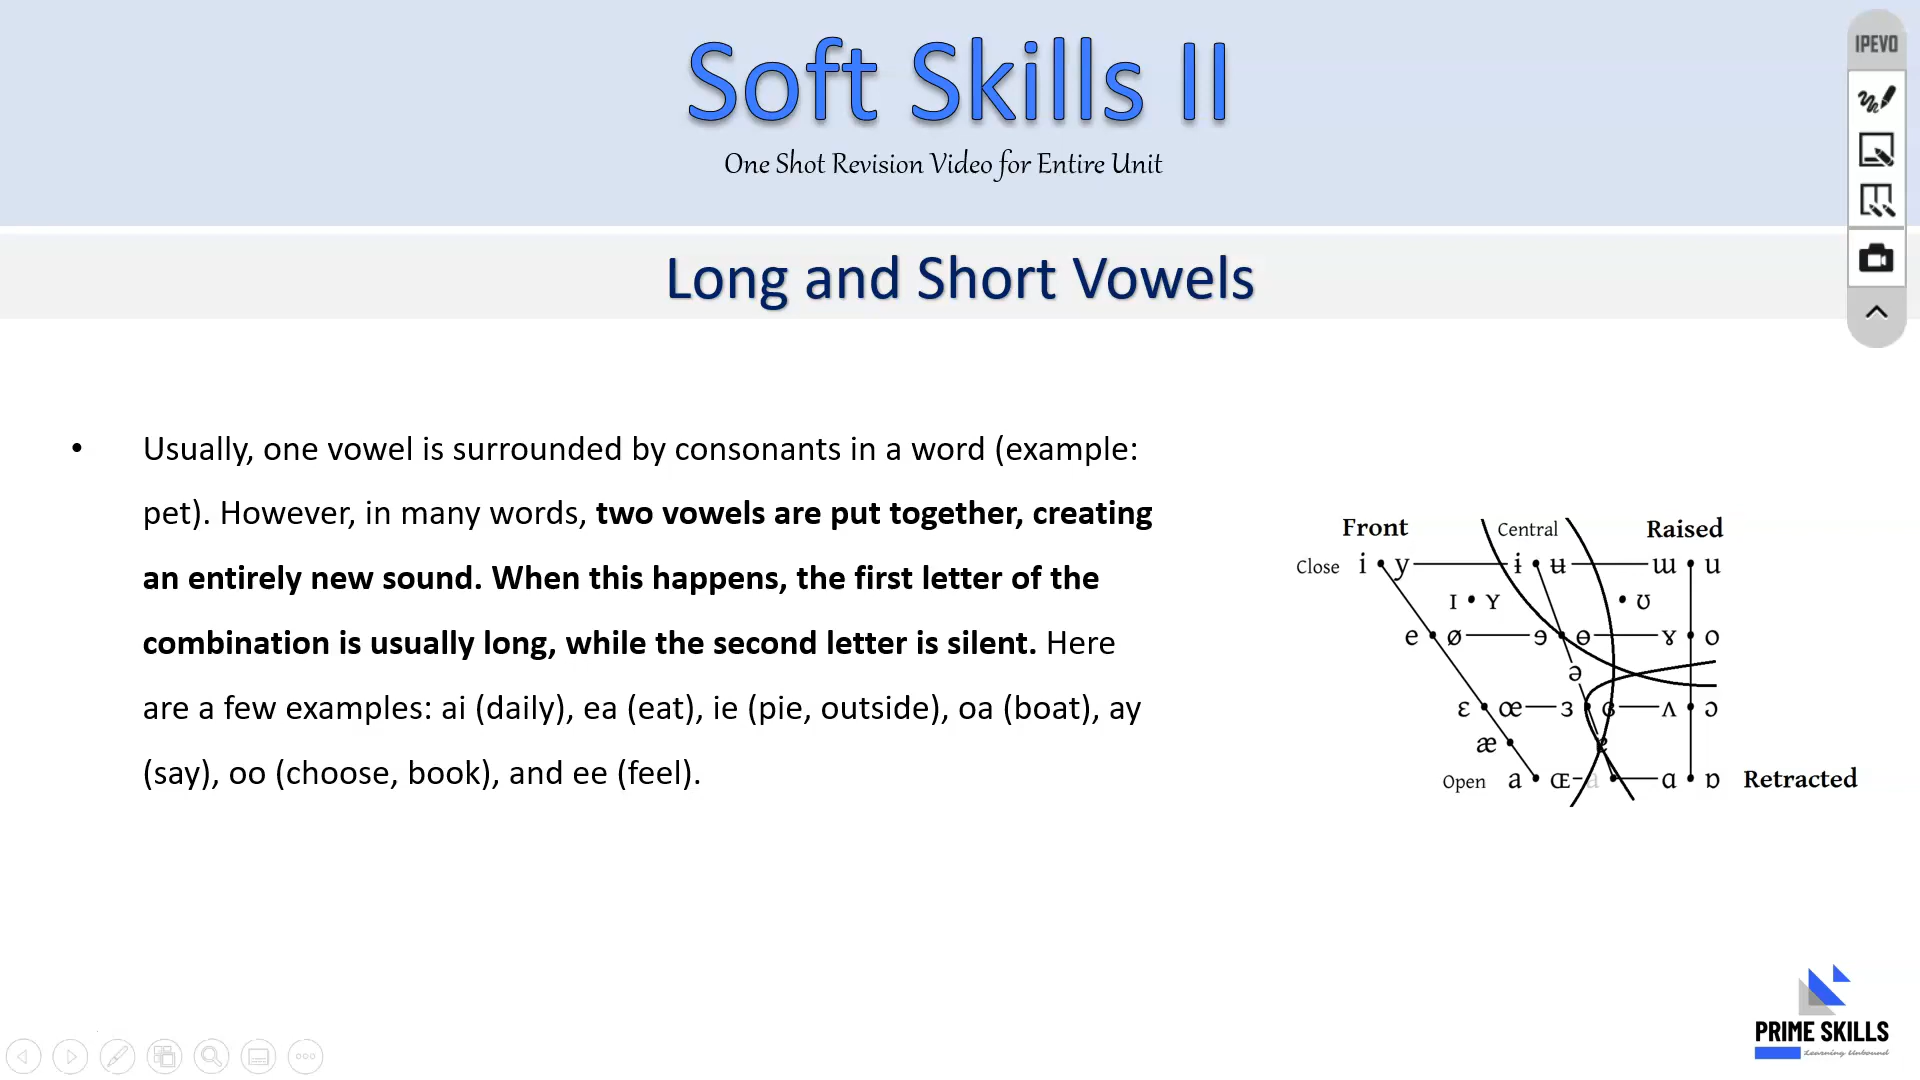 Soft Skills II
One Shot Revision Video for Entire Unit
IPEVO
Long and Short Vowels
• Usually, one vowel is surrounded by consonants in a word (example:
pet). However, in many words, two vowels are put together, creating
an entirely new sound. When this happens, the first letter of the
combination is usually long, while the second letter is silent. Here
are a few examples: ai (daily), ea (eat), ie (pie, outside), oa (boat), ay
(say), oo (choose, book), and ee (feel).
Front Central Raised
Close i • y ɨ • ʉ ɯ • u
ɪ • ʏ • ʊ
e • ø ɘ • ɵ ɤ • o
ə
ɛ • œ ɜ • ɞ ʌ • ɔ
æ •
Open a • ɶ ɑ • ɒ Retracted
PRIME SKILLS
Learning Unbound